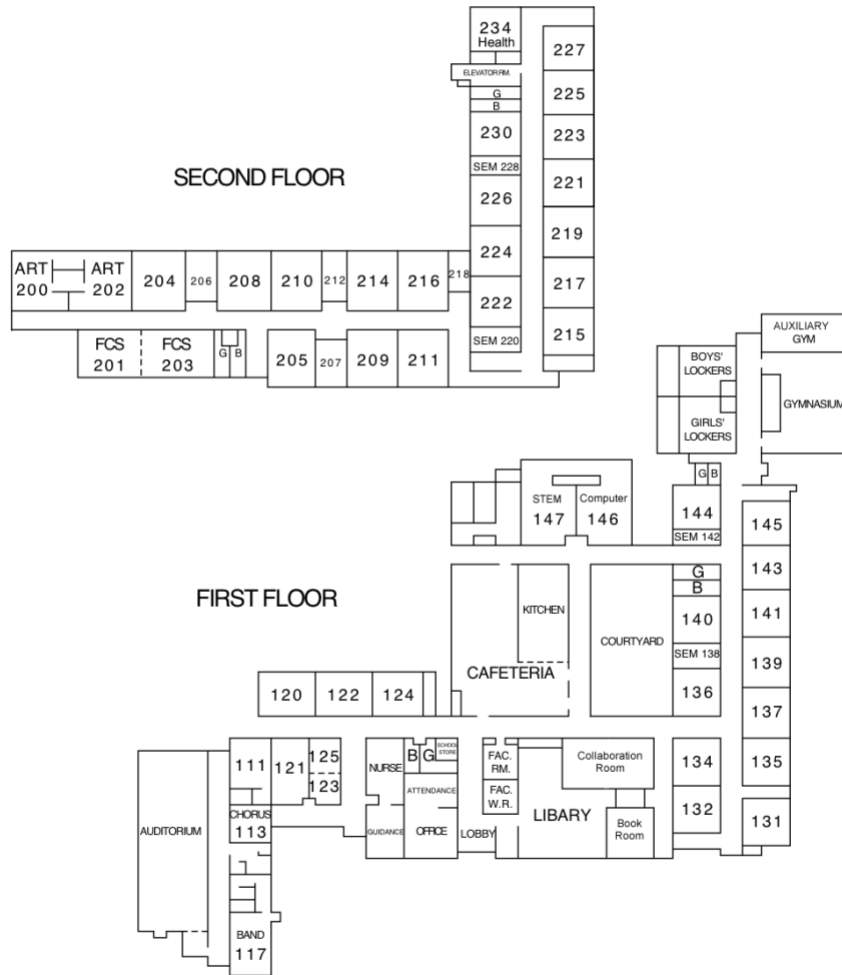 234
Health
227
ELEVATOR RM.
G
B
225
230
223
SEM 228
221
226
SECOND FLOOR
219
224
ART
200
ART
202
204
206
208
210
212
214
216
218
217
222
215
SEM 220
FCS
201
FCS
203
G
B
205
207
209
211
AUXILIARY
GYM
BOYS'
LOCKERS
GYMNASIUM
GIRLS'
LOCKERS
G B
STEM
147
Computer
146
144
145
SEM 142
143
FIRST FLOOR
G
B
KITCHEN
140
141
COURTYARD
SEM 138
139
CAFETERIA
136
137
120
122
124
111
121
125
123
NURSE
B
G
SCHOOL
STORE
FAC.
RM.
Collaboration
Room
134
135
ATTENDANCE
FAC.
W.R.
132
131
AUDITORIUM
CHORUS
113
GUIDANCE
OFFICE
LOBBY
LIBARY
Book
Room
BAND
117